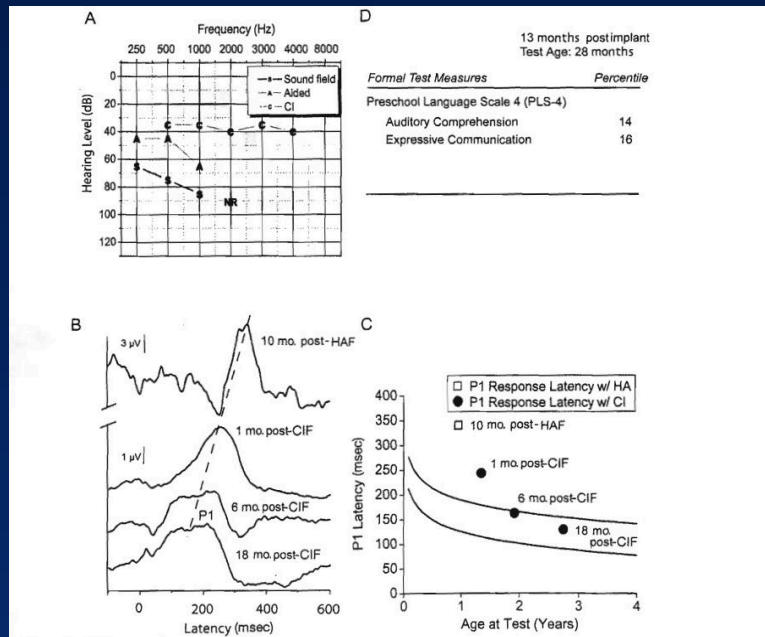 A
Frequency (Hz)
250 500 1000 2000 3000 4000 8000
Hearing Level (dB)
0
20
40
60
80
100
120
S Sound field
A Aided
C CI
A A
A
S
S
S
C C C C C
NR
D
13 months postimplant
Test Age: 28 months
Formal Test Measures Percentile
Preschool Language Scale 4 (PLS-4)
Auditory Comprehension 14
Expressive Communication 16
B
3 µV
10 mo. post-HAF
1 µV
1 mo. post-CIF
6 mo. post-CIF
P1
18 mo. post-CIF
0 200 400 600
Latency (msec)
C
P1 Response Latency w/ HA
P1 Response Latency w/ CI
P1 Latency (msec)
400
350
300
250
200
150
100
50
0
10 mo. post-HAF
1 mo. post-CIF
6 mo. post-CIF
18 mo.
post-CIF
0 1 2 3 4
Age at Test (Years)